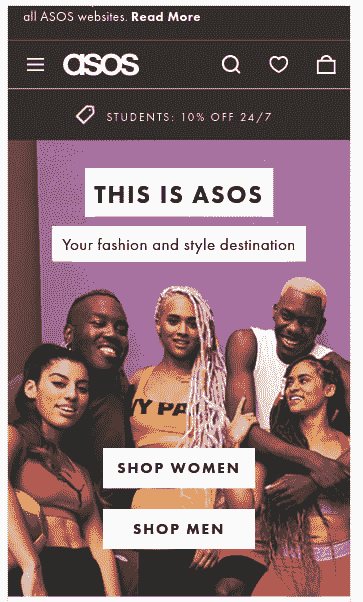 all ASOS websites. Read More
asos
STUDENTS: 10% OFF 24/7
THIS IS ASOS
Your fashion and style destination
SHOP WOMEN
SHOP MEN